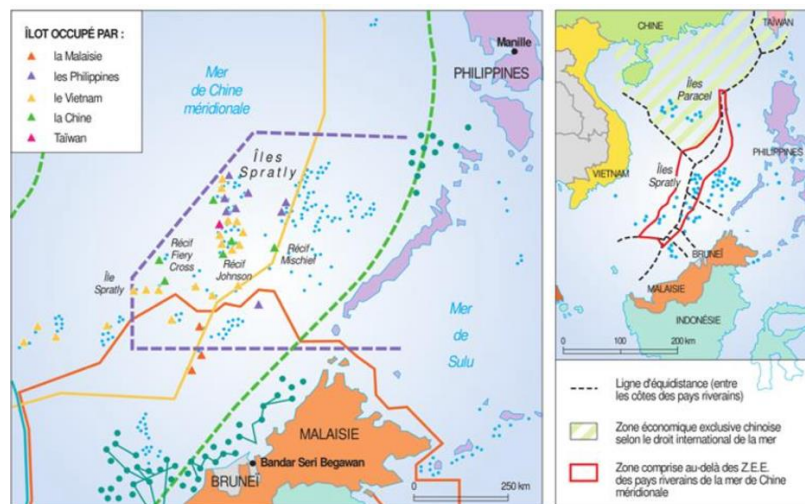 ÎLOT OCCUPÉ PAR :
la Malaisie
les Philippines
le Vietnam
la Chine
Taïwan
Mer
de Chine
méridionale
Manille
PHILIPPINES
Îles
Spratly
Récif
Fiery
Cross
Récif
Johnson
Récif
Mischief
Île
Spratly
Mer
de
Sulu
MALAISIE
Bandar Seri Begawan
BRUNEÏ
0 250 km
CHINE
TAÏWAN
Îles
Paracel
PHILIPPINES
VIETNAM
Îles
Spratly
BRUNEÏ
MALAISIE
INDONÉSIE
0 200 km
Ligne d'équidistance (entre
les côtes des pays riverains)
Zone économique exclusive chinoise
selon le droit international de la mer
Zone comprise au-delà des Z.E.E.
des pays riverains de la mer de Chine
méridionale